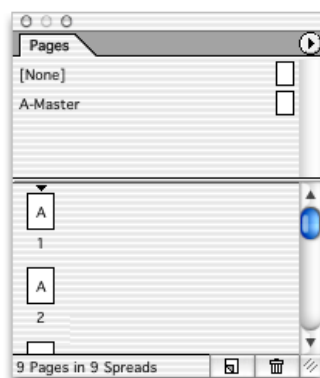 Pages
[None]
A-Master
A
1
A
2
9 Pages in 9 Spreads